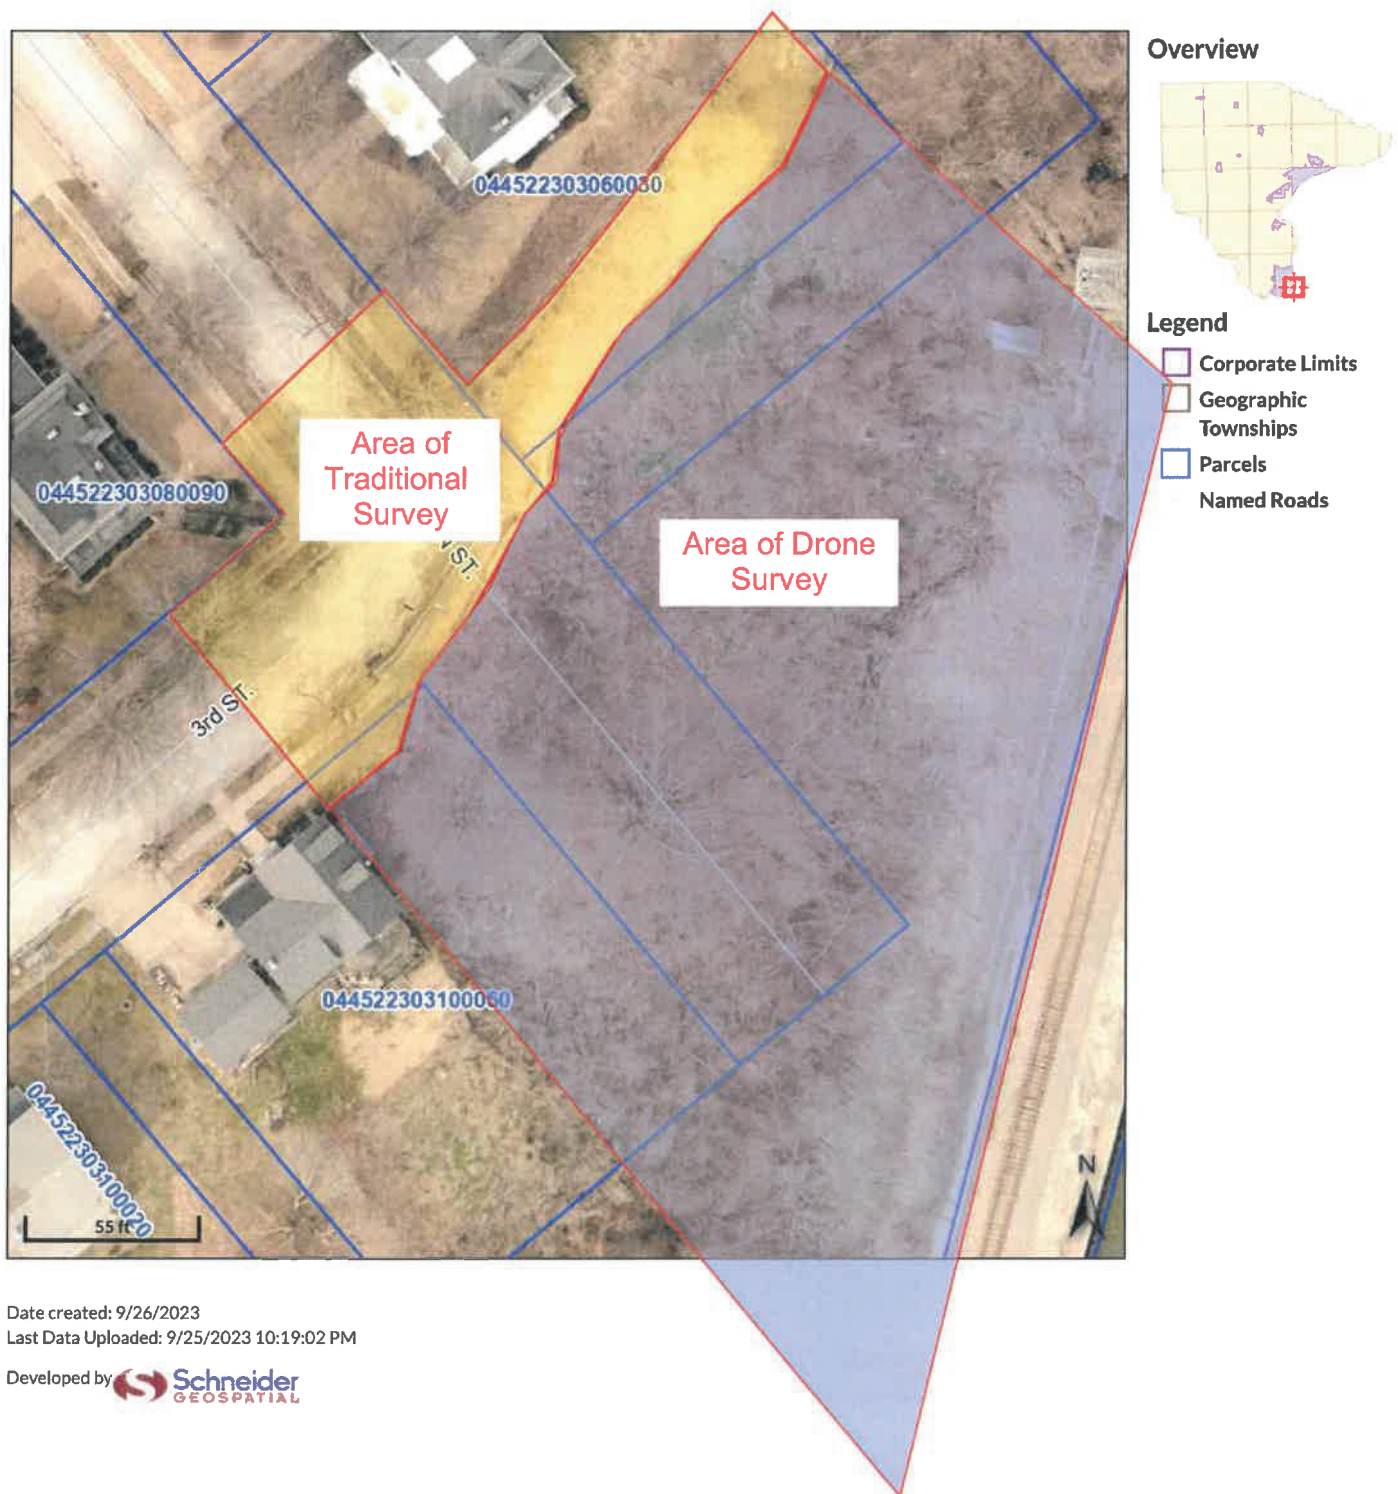 Overview
044522303060030
Legend
Corporate Limits
Geographic
Townships
Parcels
Named Roads
Area of
Traditional
Survey
044522303080090
ST.
Area of Drone
Survey
3rd ST.
044522303100060
044522303100020
55 ft
N
Date created: 9/26/2023
Last Data Uploaded: 9/25/2023 10:19:02 PM
Developed by
Schneider
GEOSPATIAL